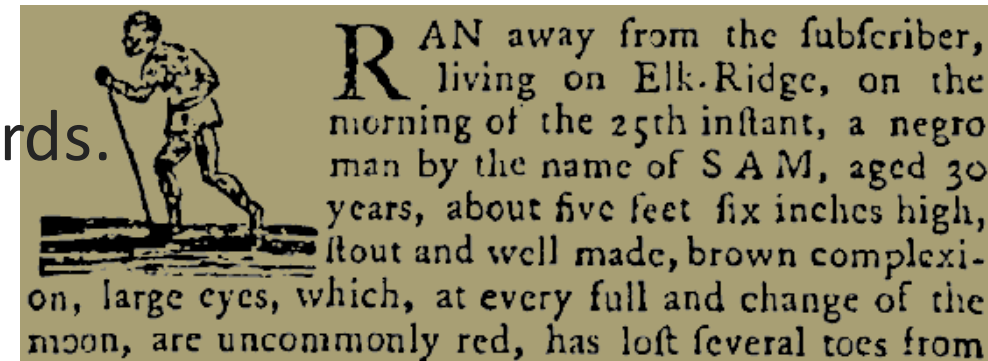 rds.
RAN away from the ſubſcriber,
living on Elk-Ridge, on the
morning of the 25th inſtant, a negro
man by the name of S A M, aged 30
years, about five feet ſix inches high,
ſtout and well made, brown complexi-
on, large eyes, which, at every full and change of the
moon, are uncommonly red, has loſt ſeveral toes from